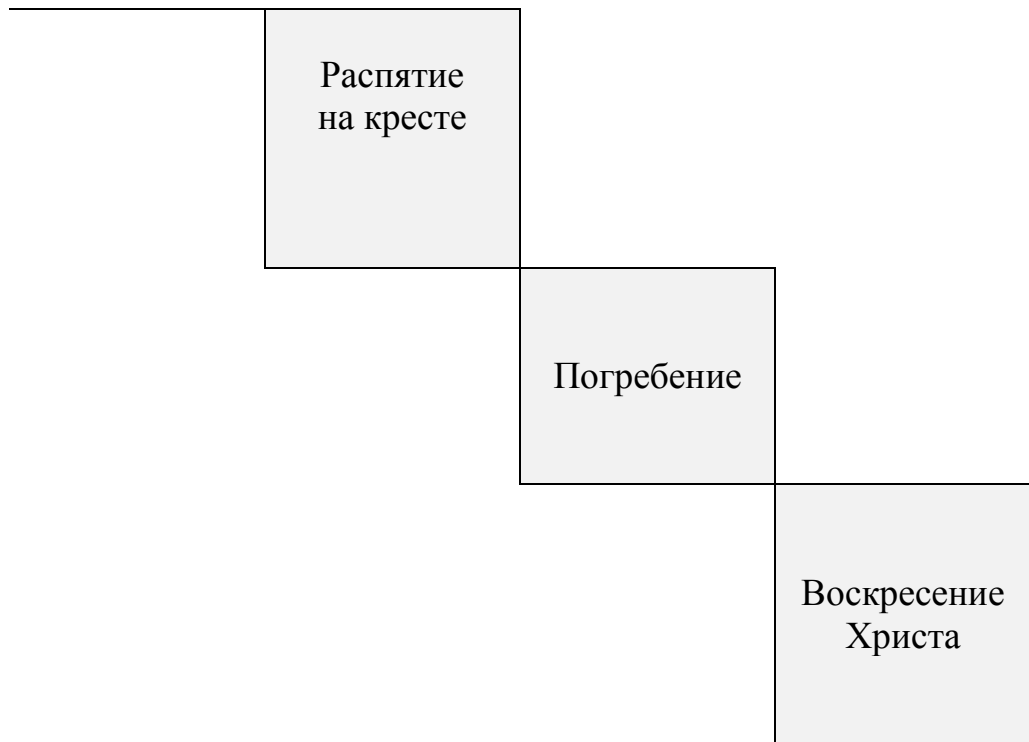 Распятие
на кресте
Погребение
Воскресение
Христа